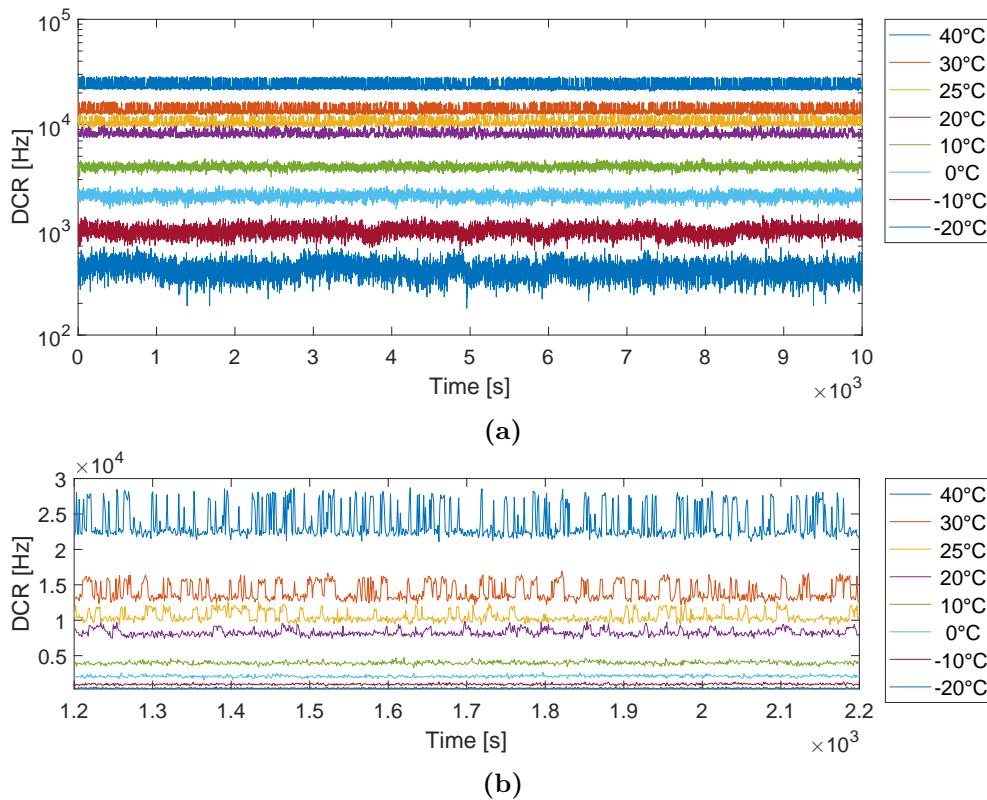 10^5
10^4
10^3
10^2
DCR [Hz]
0 1 2 3 4 5 6 7 8 9 10
Time [s]
×10^3
40°C
30°C
25°C
20°C
10°C
0°C
-10°C
-20°C
(a)
×10^4
3
2.5
2
1.5
1
0.5
DCR [Hz]
1.2 1.3 1.4 1.5 1.6 1.7 1.8 1.9 2 2.1 2.2
Time [s]
×10^3
40°C
30°C
25°C
20°C
10°C
0°C
-10°C
-20°C
(b)